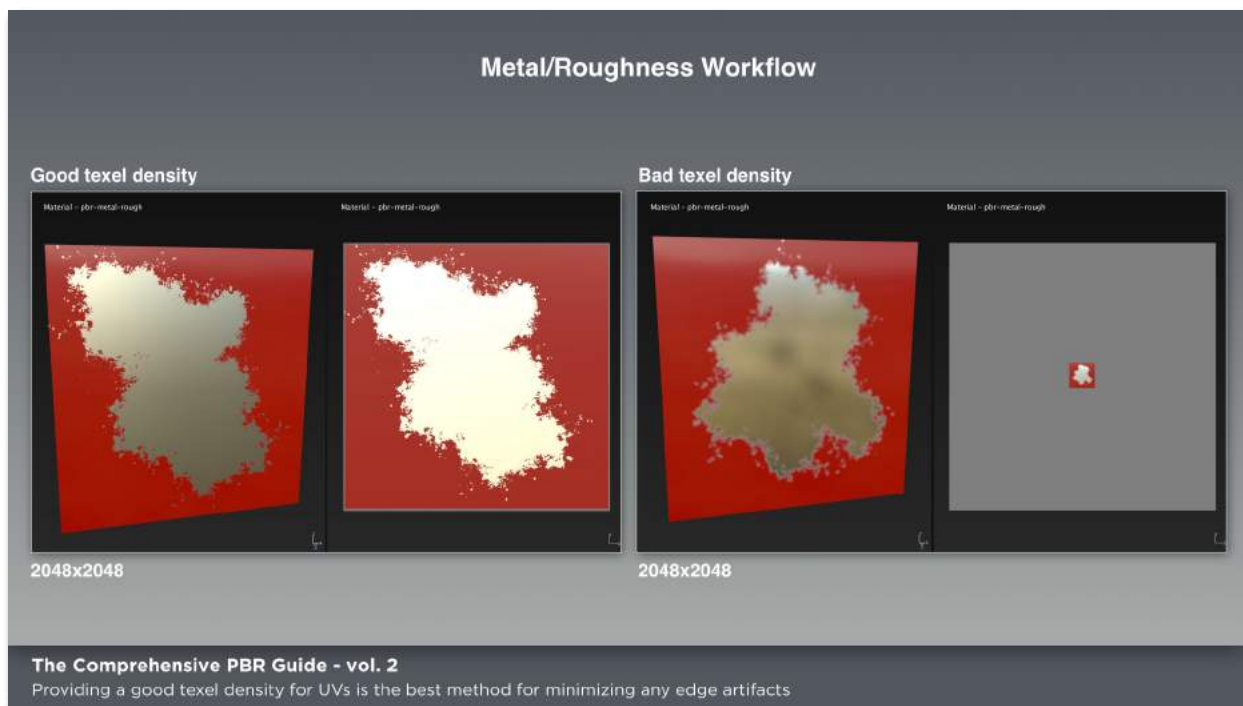 Metal/Roughness Workflow
Good texel density
Bad texel density
Material - pbr-metal-rough
Material - pbr-metal-rough
Material - pbr-metal-rough
Material - pbr-metal-rough
2048x2048
2048x2048
The Comprehensive PBR Guide - vol. 2
Providing a good texel density for UVs is the best method for minimizing any edge artifacts